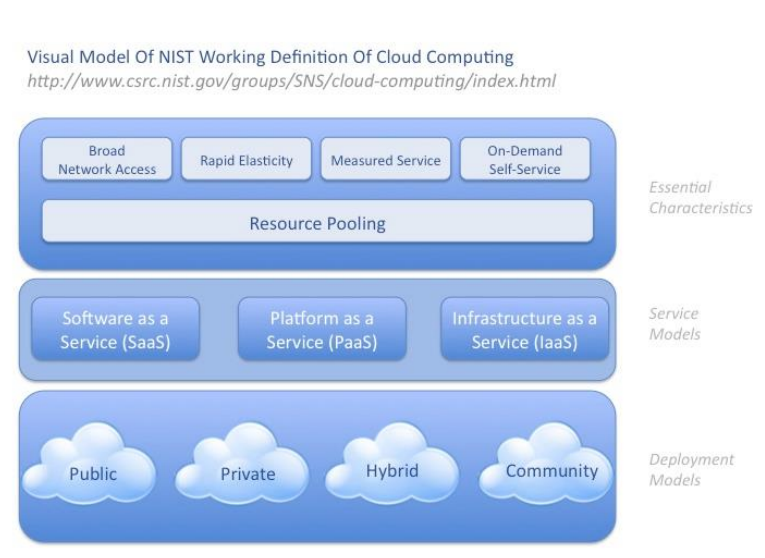 Visual Model Of NIST Working Definition Of Cloud Computing
http://www.csrc.nist.gov/groups/SNS/cloud-computing/index.html
Broad
Network Access
Rapid Elasticity
Measured Service
On-Demand
Self-Service
Resource Pooling
Essential
Characteristics
Software as a
Service (SaaS)
Platform as a
Service (PaaS)
Infrastructure as a
Service (IaaS)
Service
Models
Public
Private
Hybrid
Community
Deployment
Models